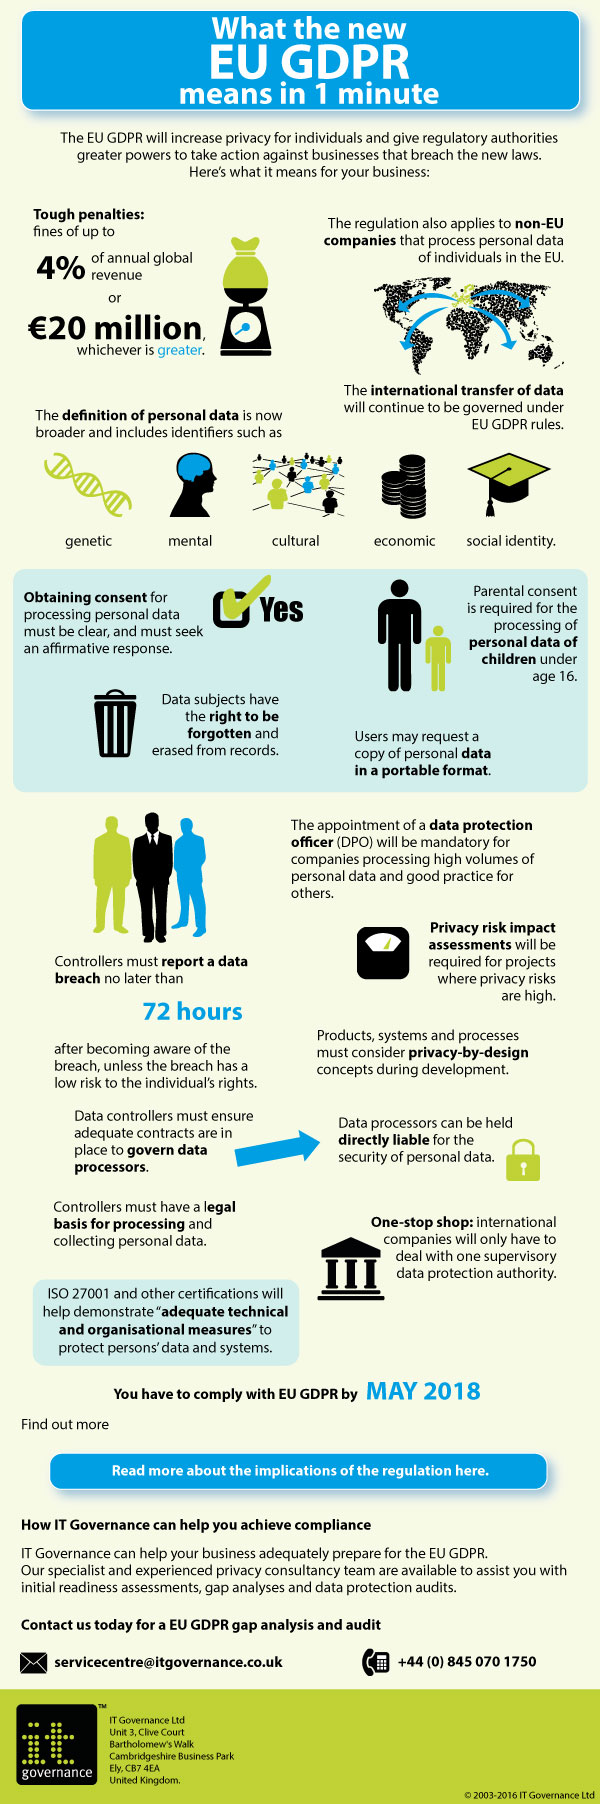 What the new
EU GDPR
means in 1 minute
The EU GDPR will increase privacy for individuals and give regulatory authorities
greater powers to take action against businesses that breach the new laws.
Here's what it means for your business:
Tough penalties:
fines of up to
4% of annual global
revenue
or
€20 million,
whichever is greater.
The regulation also applies to non-EU
companies that process personal data
of individuals in the EU.
The international transfer of data
will continue to be governed under
EU GDPR rules.
The definition of personal data is now
broader and includes identifiers such as
genetic mental cultural economic social identity.
Obtaining consent for
processing personal data
must be clear, and must seek
an affirmative response.
Yes
Parental consent
is required for the
processing of
personal data of
children under
age 16.
Data subjects have
the right to be
forgotten and
erased from records.
Users may request a
copy of personal data
in a portable format.
The appointment of a data protection
officer (DPO) will be mandatory for
companies processing high volumes of
personal data and good practice for
others.
Controllers must report a data
breach no later than
72 hours
after becoming aware of the
breach, unless the breach has a
low risk to the individual's rights.
Privacy risk impact
assessments will be
required for projects
where privacy risks
are high.
Products, systems and processes
must consider privacy-by-design
concepts during development.
Data controllers must ensure
adequate contracts are in
place to govern data
processors.
Data processors can be held
directly liable for the
security of personal data.
Controllers must have a legal
basis for processing and
collecting personal data.
One-stop shop: international
companies will only have to
deal with one supervisory
data protection authority.
ISO 27001 and other certifications will
help demonstrate "adequate technical
and organisational measures" to
protect persons' data and systems.
You have to comply with EU GDPR by MAY 2018
Find out more
Read more about the implications of the regulation here.
How IT Governance can help you achieve compliance
IT Governance can help your business adequately prepare for the EU GDPR.
Our specialist and experienced privacy consultancy team are available to assist you with
initial readiness assessments, gap analyses and data protection audits.
Contact us today for a EU GDPR gap analysis and audit
servicecentre@itgovernance.co.uk
+44 (0) 845 070 1750
it
governance
TM
IT Governance Ltd
Unit 3, Clive Court
Bartholomew's Walk
Cambridgeshire Business Park
Ely, CB7 4EA
United Kingdom.
© 2003-2016 IT Governance Ltd